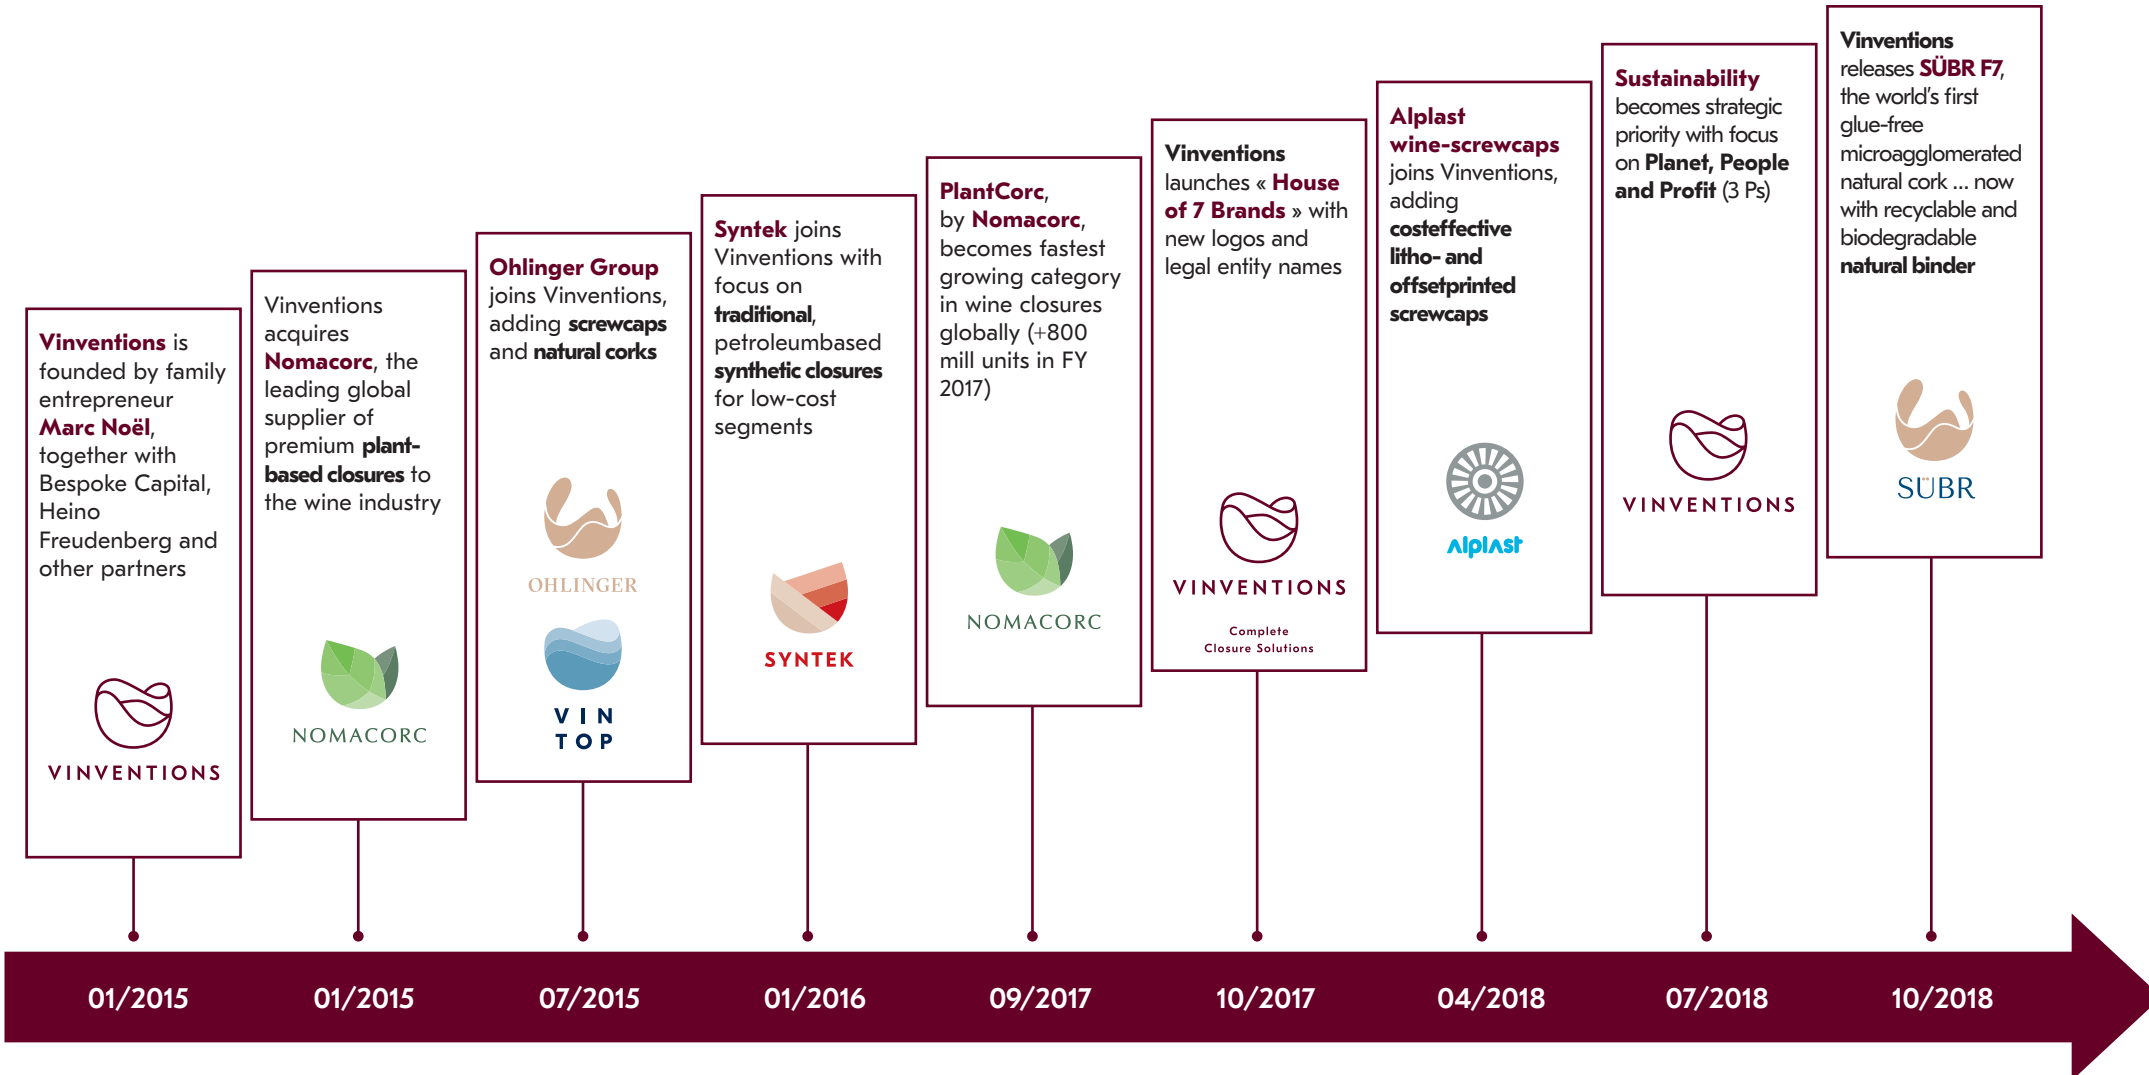 Vinventions is
founded by family
entrepreneur
Marc Noël,
together with
Bespoke Capital,
Heino
Freudenberg and
other partners
VINVENTIONS
Vinventions
acquires
Nomacorc, the
leading global
supplier of
premium plant-
based closures to
the wine industry
NOMACORC
Ohlinger Group
joins Vinventions,
adding screwcaps
and natural corks
OHLINGER
VIN
TOP
Syntek joins
Vinventions with
focus on
traditional,
petroleumbased
synthetic closures
for low-cost
segments
SYNTEK
PlantCorc,
by Nomacorc,
becomes fastest
growing category
in wine closures
globally (+800
mill units in FY
2017)
NOMACORC
Vinventions
launches « House
of 7 Brands » with
new logos and
legal entity names
VINVENTIONS
Complete
Closure Solutions
Alplast
wine-screwcaps
joins Vinventions,
adding
costeffective
litho- and
offsetprinted
screwcaps
Alplast
Sustainability
becomes strategic
priority with focus
on Planet, People
and Profit (3 Ps)
VINVENTIONS
Vinventions
releases SÜBR F7,
the world's first
glue-free
microagglomerated
natural cork ... now
with recyclable and
biodegradable
natural binder
SÜBR
01/2015
01/2015
07/2015
01/2016
09/2017
10/2017
04/2018
07/2018
10/2018